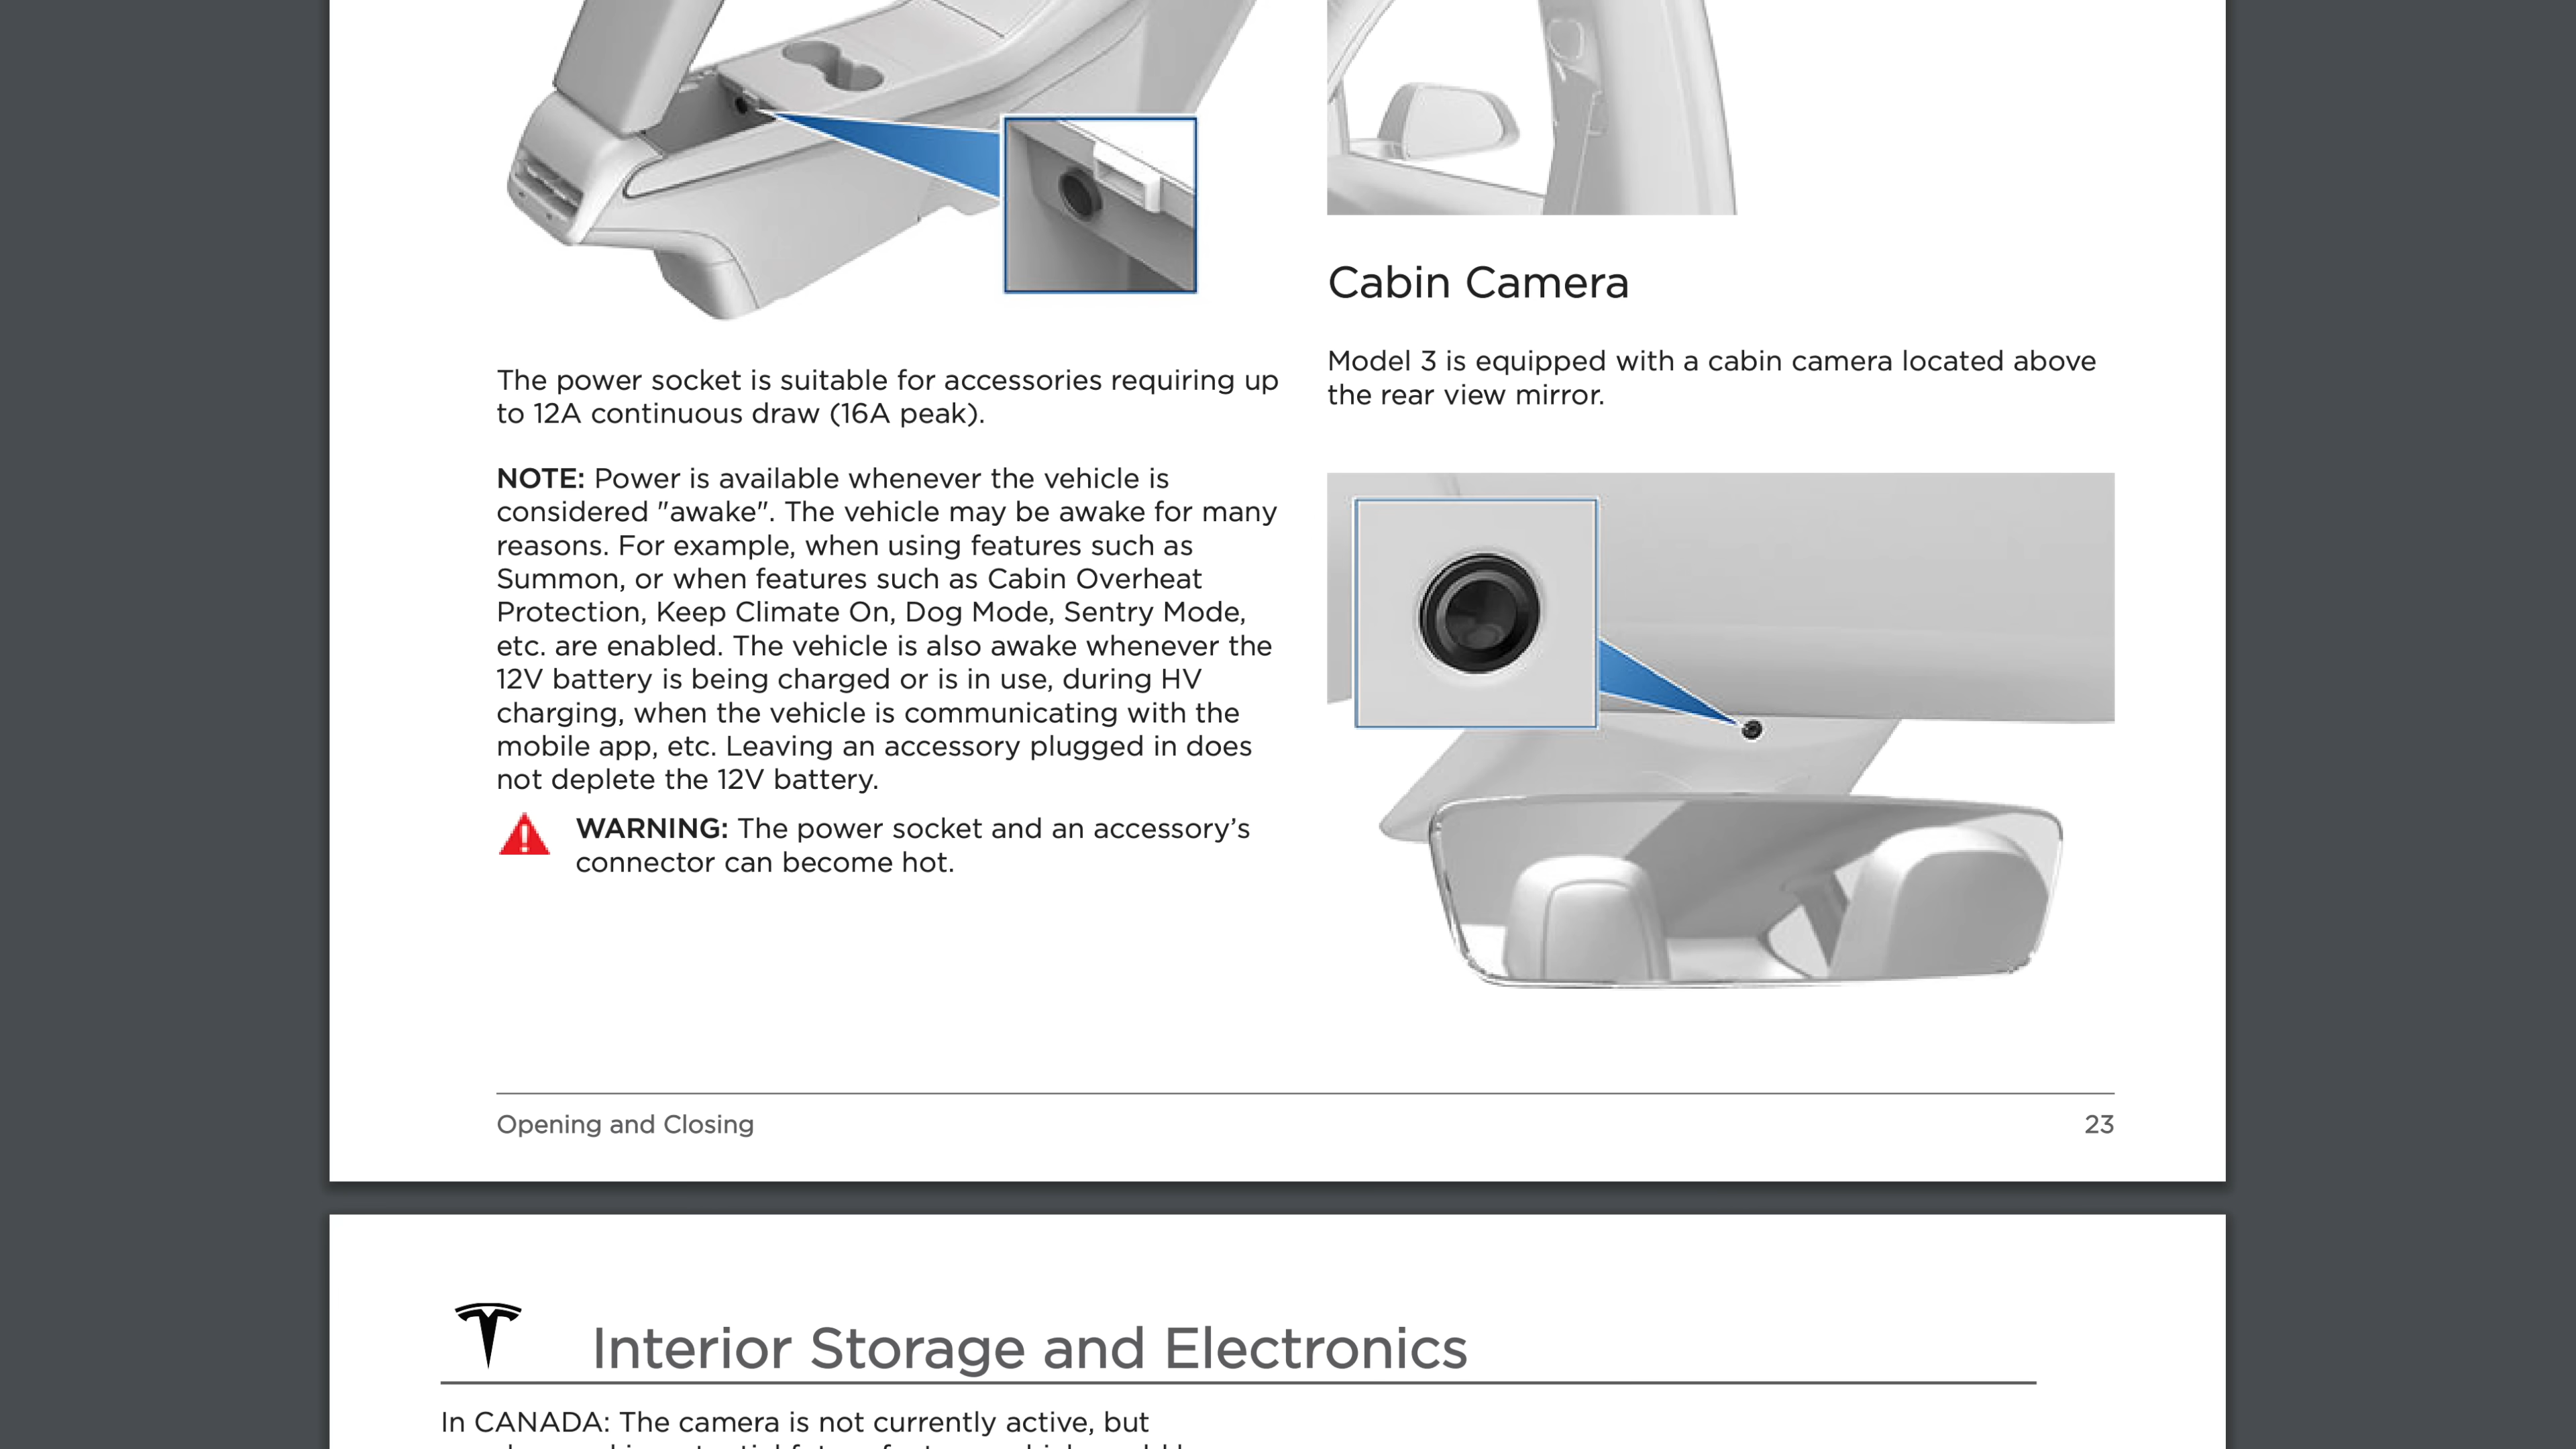 The power socket is suitable for accessories requiring up
to 12A continuous draw (16A peak).
NOTE: Power is available whenever the vehicle is
considered "awake". The vehicle may be awake for many
reasons. For example, when using features such as
Summon, or when features such as Cabin Overheat
Protection, Keep Climate On, Dog Mode, Sentry Mode,
etc. are enabled. The vehicle is also awake whenever the
12V battery is being charged or is in use, during HV
charging, when the vehicle is communicating with the
mobile app, etc. Leaving an accessory plugged in does
not deplete the 12V battery.
WARNING: The power socket and an accessory’s
connector can become hot.
Cabin Camera
Model 3 is equipped with a cabin camera located above
the rear view mirror.
Opening and Closing
23
Interior Storage and Electronics
In CANADA: The camera is not currently active, but